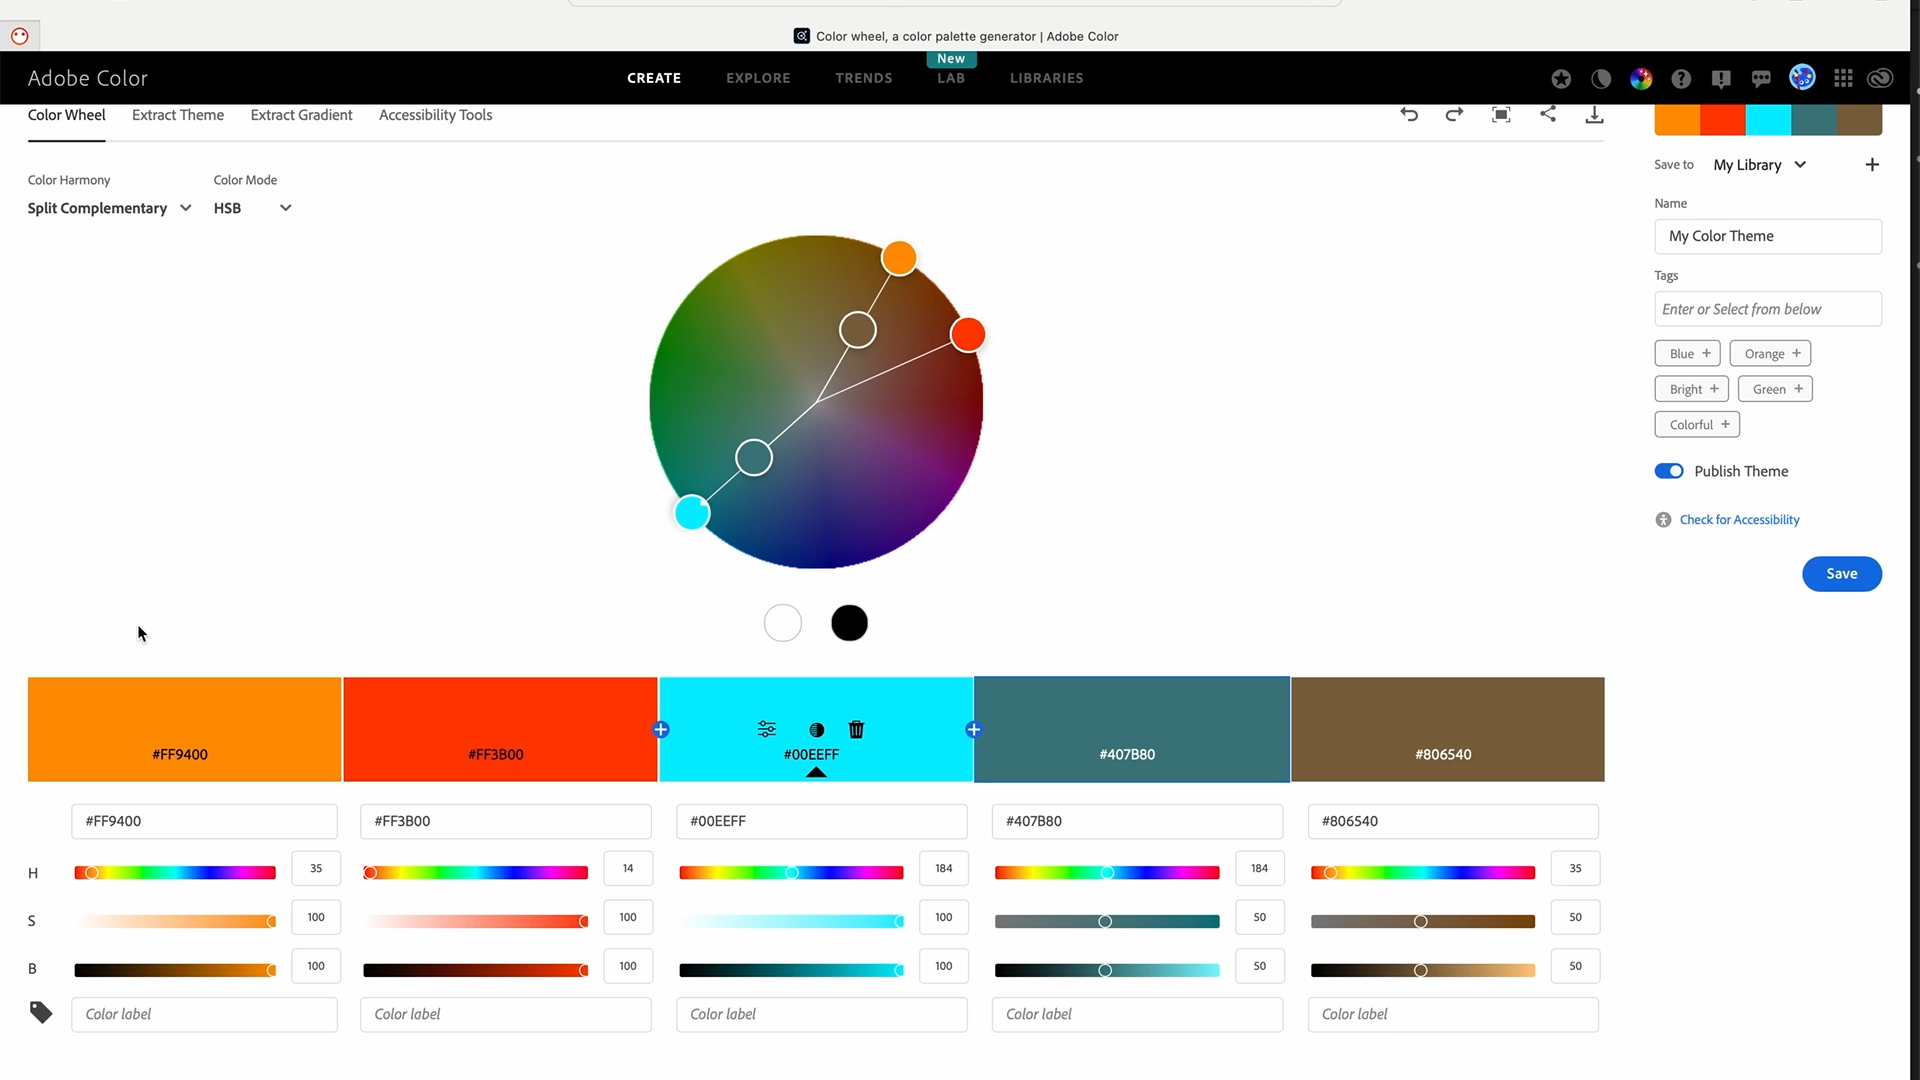 Color wheel, a color palette generator | Adobe Color
New
Adobe Color
CREATE
EXPLORE
TRENDS
LAB
LIBRARIES
Color Wheel
Extract Theme
Extract Gradient
Accessibility Tools
Color Harmony
Color Mode
Split Complementary
HSB
Save to
My Library
Name
My Color Theme
Tags
Enter or Select from below
Blue +
Orange +
Bright +
Green +
Colorful +
Publish Theme
Check for Accessibility
Save
#FF9400
#FF3B00
#00EEFF
#407B80
#806540
#FF9400
#FF3B00
#00EEFF
#407B80
#806540
H
35
14
184
184
35
S
100
100
100
50
50
B
100
100
100
50
50
Color label
Color label
Color label
Color label
Color label